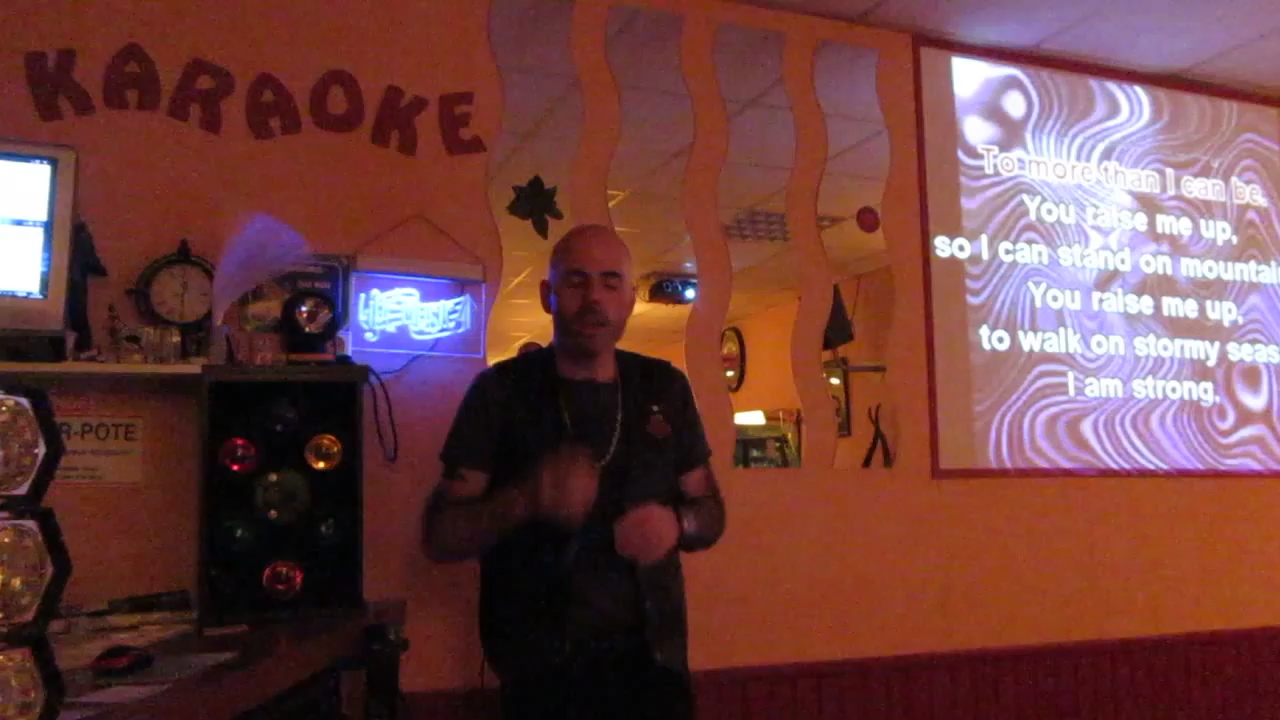 KARAOKE
To more than I can be.
You raise me up,
so I can stand on mountai
You raise me up,
to walk on stormy seas
I am strong,
R-POTE